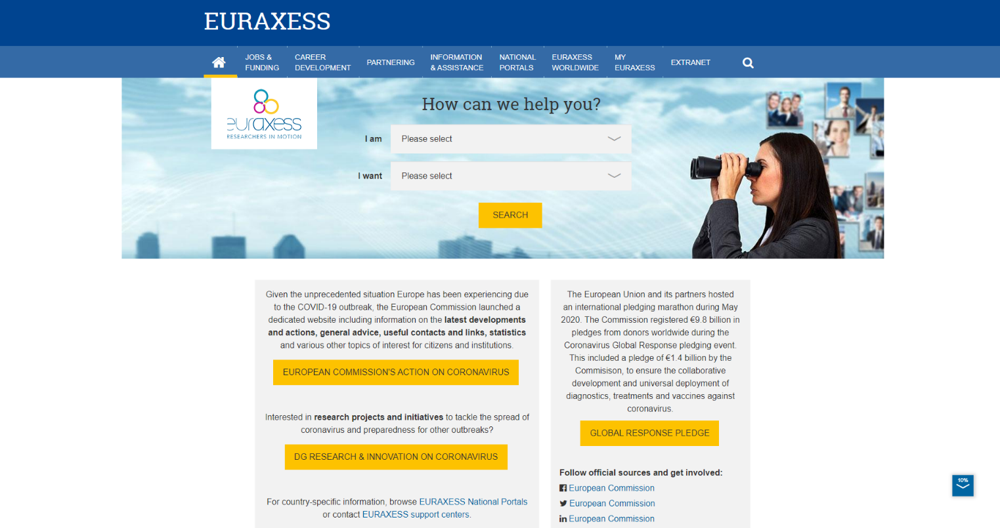 EURAXESS
JOBS &
FUNDING
CAREER
DEVELOPMENT
PARTNERING
INFORMATION
& ASSISTANCE
NATIONAL
PORTALS
EURAXESS
WORLDWIDE
MY
EURAXESS
EXTRANET
euraxess
RESEARCHERS IN MOTION
How can we help you?
I am
Please select
I want
Please select
SEARCH
Given the unprecedented situation Europe has been experiencing due
to the COVID-19 outbreak, the European Commission launched a
dedicated website including information on the latest developments
and actions, general advice, useful contacts and links, statistics
and various other topics of interest for citizens and institutions.
EUROPEAN COMMISSION'S ACTION ON CORONAVIRUS
Interested in research projects and initiatives to tackle the spread of
coronavirus and preparedness for other outbreaks?
DG RESEARCH & INNOVATION ON CORONAVIRUS
For country-specific information, browse EURAXESS National Portals
or contact EURAXESS support centers.
The European Union and its partners hosted
an international pledging marathon during May
2020. The Commission registered €9.8 billion in
pledges from donors worldwide during the
Coronavirus Global Response pledging event.
This included a pledge of €1.4 billion by the
Commisison, to ensure the collaborative
development and universal deployment of
diagnostics, treatments and vaccines against
coronavirus.
GLOBAL RESPONSE PLEDGE
Follow official sources and get involved:
European Commission
European Commission
European Commission
10%